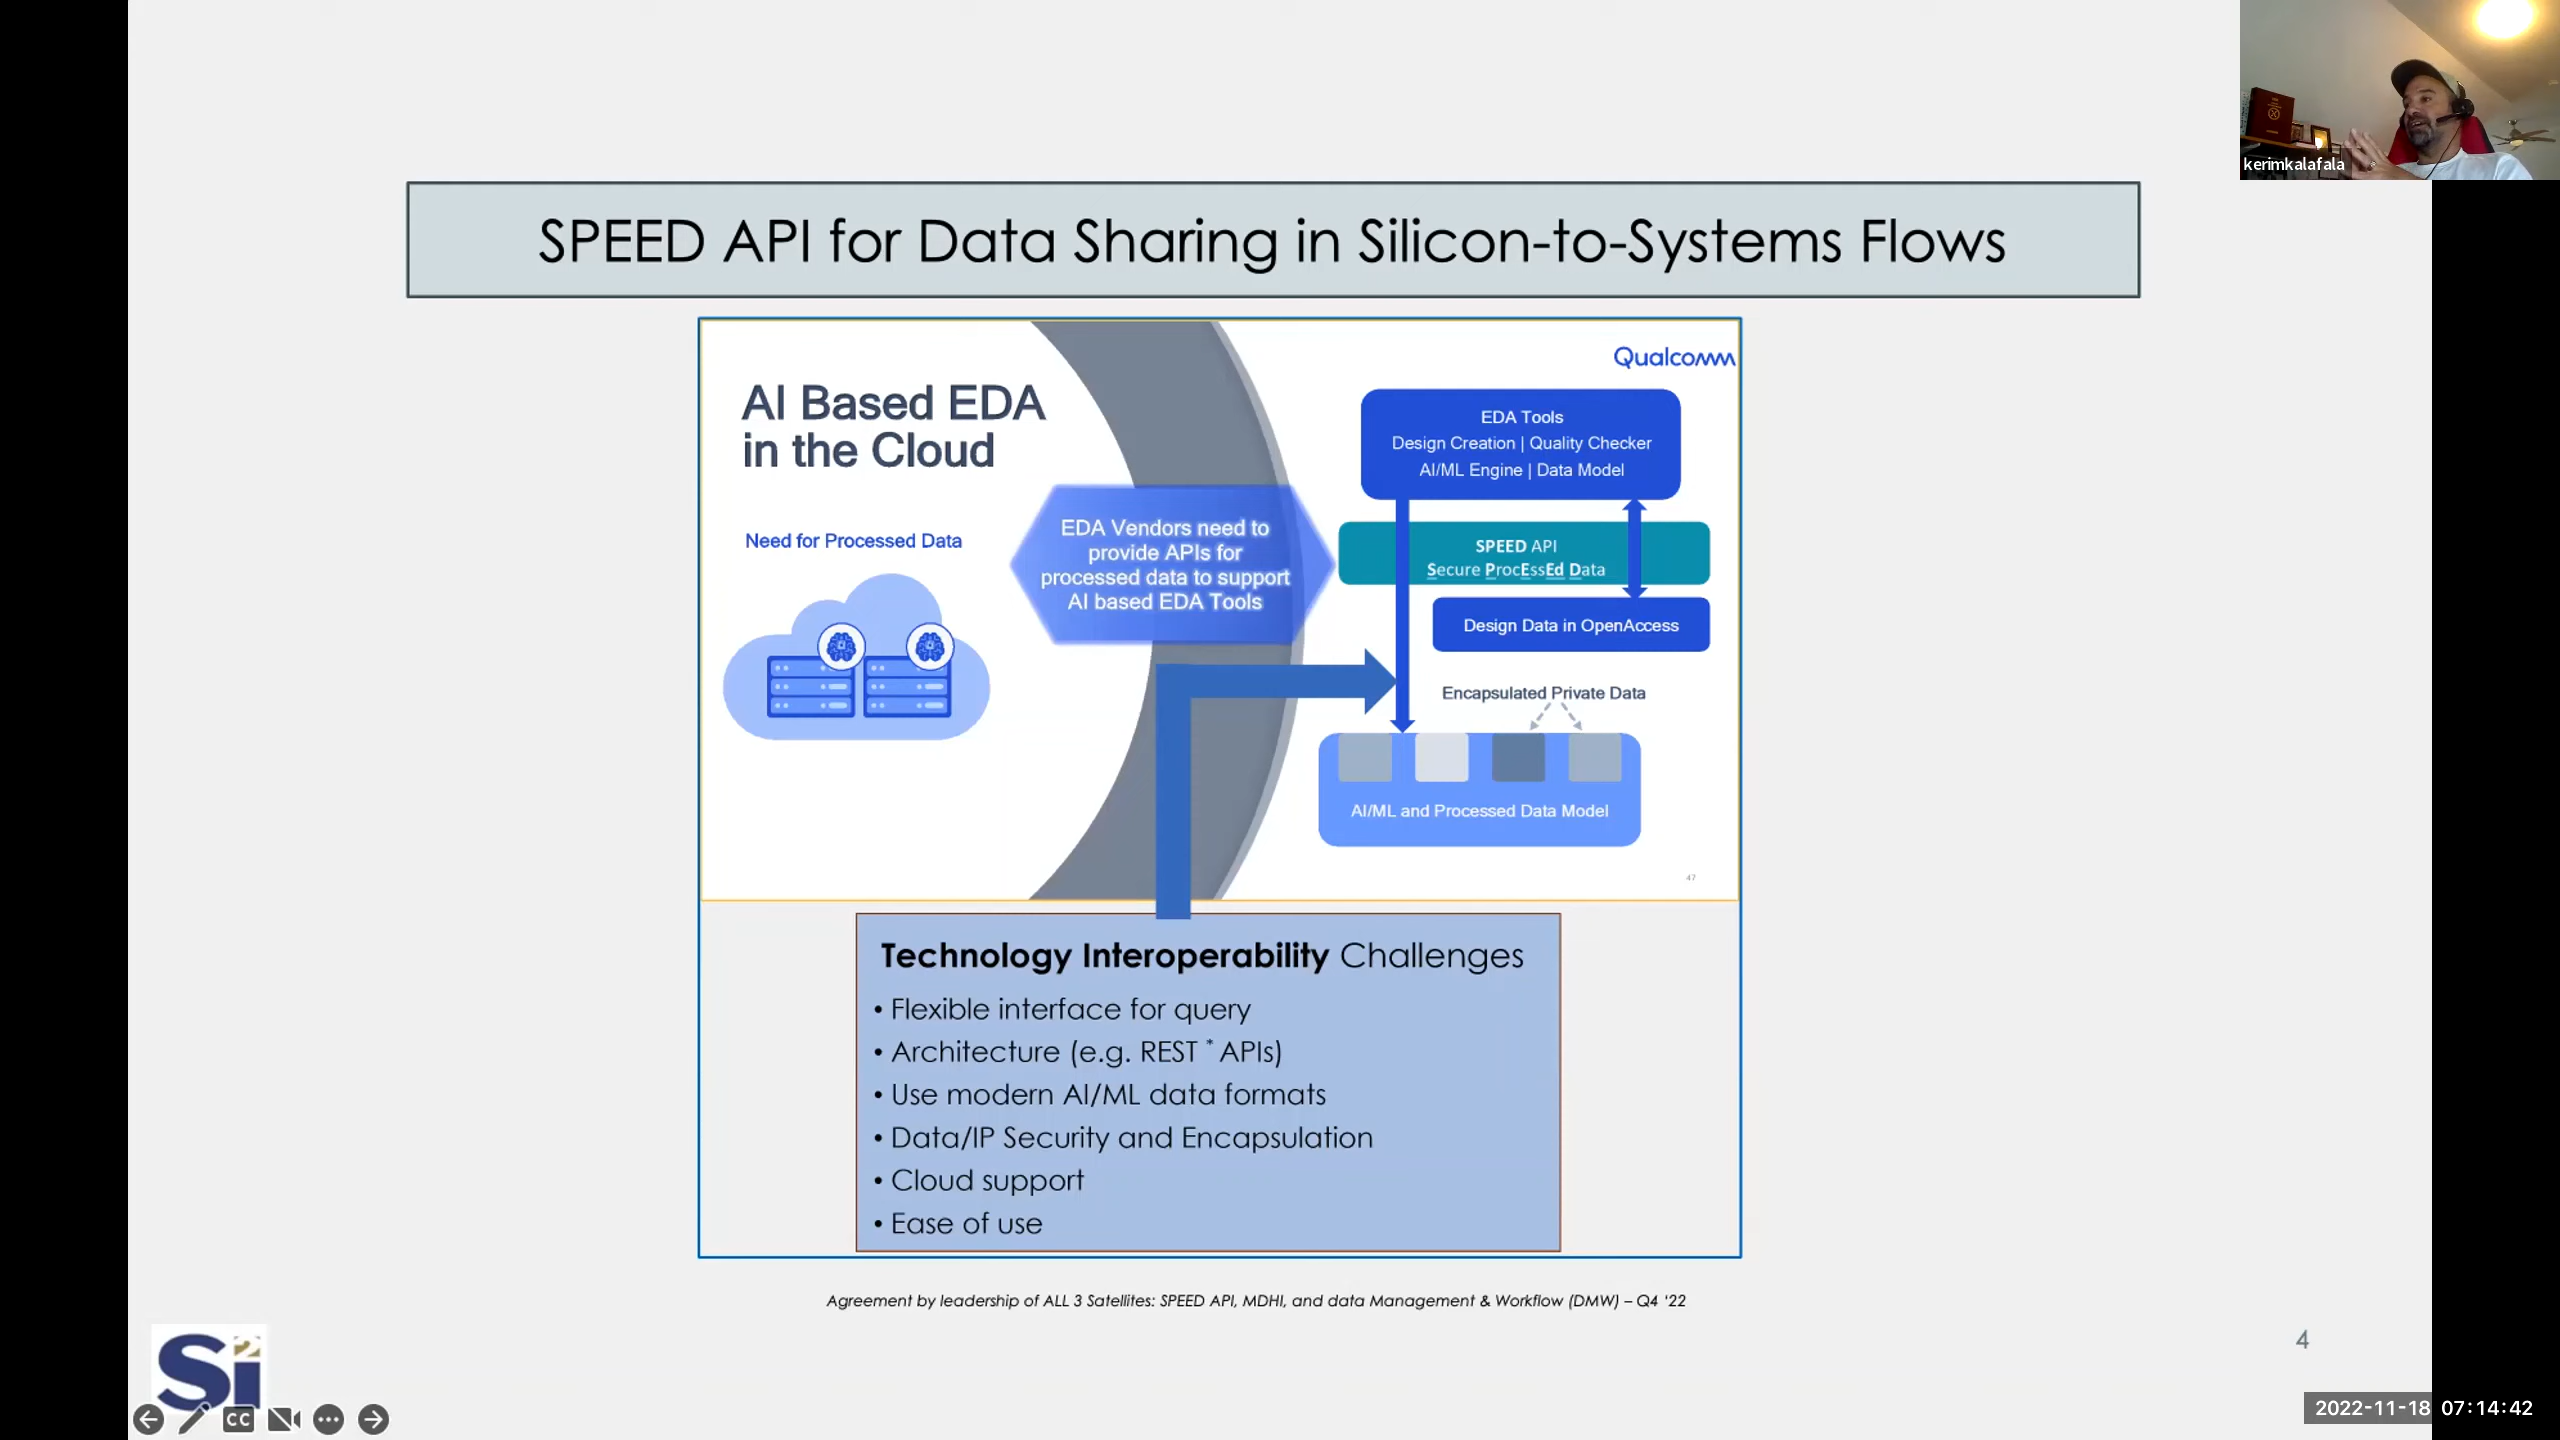 kerimkalafala
SPEED API for Data Sharing in Silicon-to-Systems Flows
Qualcomm
AI Based EDA
in the Cloud
Need for Processed Data
EDA Vendors need to
provide APIs for
processed data to support
AI based EDA Tools
EDA Tools
Design Creation | Quality Checker
AI/ML Engine | Data Model
SPEED API
Secure ProcEssEd Data
Design Data in OpenAccess
Encapsulated Private Data
AI/ML and Processed Data Model
47
Technology Interoperability Challenges
• Flexible interface for query
• Architecture (e.g. REST * APIs)
• Use modern AI/ML data formats
• Data/IP Security and Encapsulation
• Cloud support
• Ease of use
Agreement by leadership of ALL 3 Satellites: SPEED API, MDHI, and data Management & Workflow (DMW) – Q4 ‘22
Si2
4
CC
2022-11-18 07:14:42